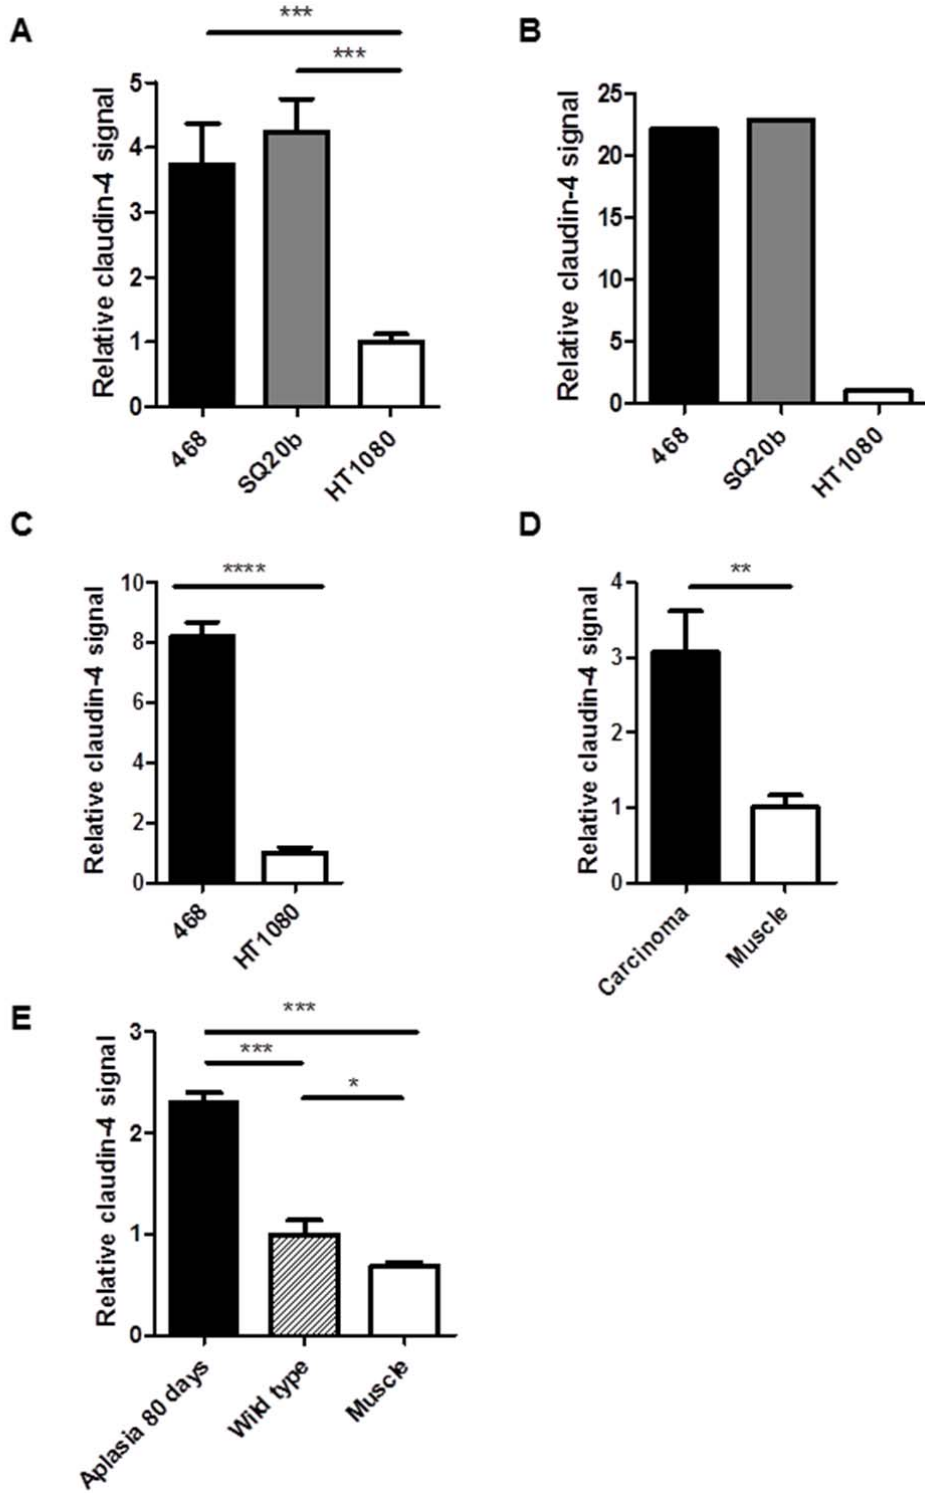 A
***
***
Relative claudin-4 signal
5
4
3
2
1
0
468
SQ20b
HT1080
B
Relative claudin-4 signal
25
20
15
10
5
0
468
SQ20b
HT1080
C
****
Relative claudin-4 signal
10
8
6
4
2
0
468
HT1080
D
**
Relative claudin-4 signal
4
3
2
1
0
Carcinoma
Muscle
E
***
***
*
Relative claudin-4 signal
3
2
1
0
Aplasia 80 days
Wild type
Muscle